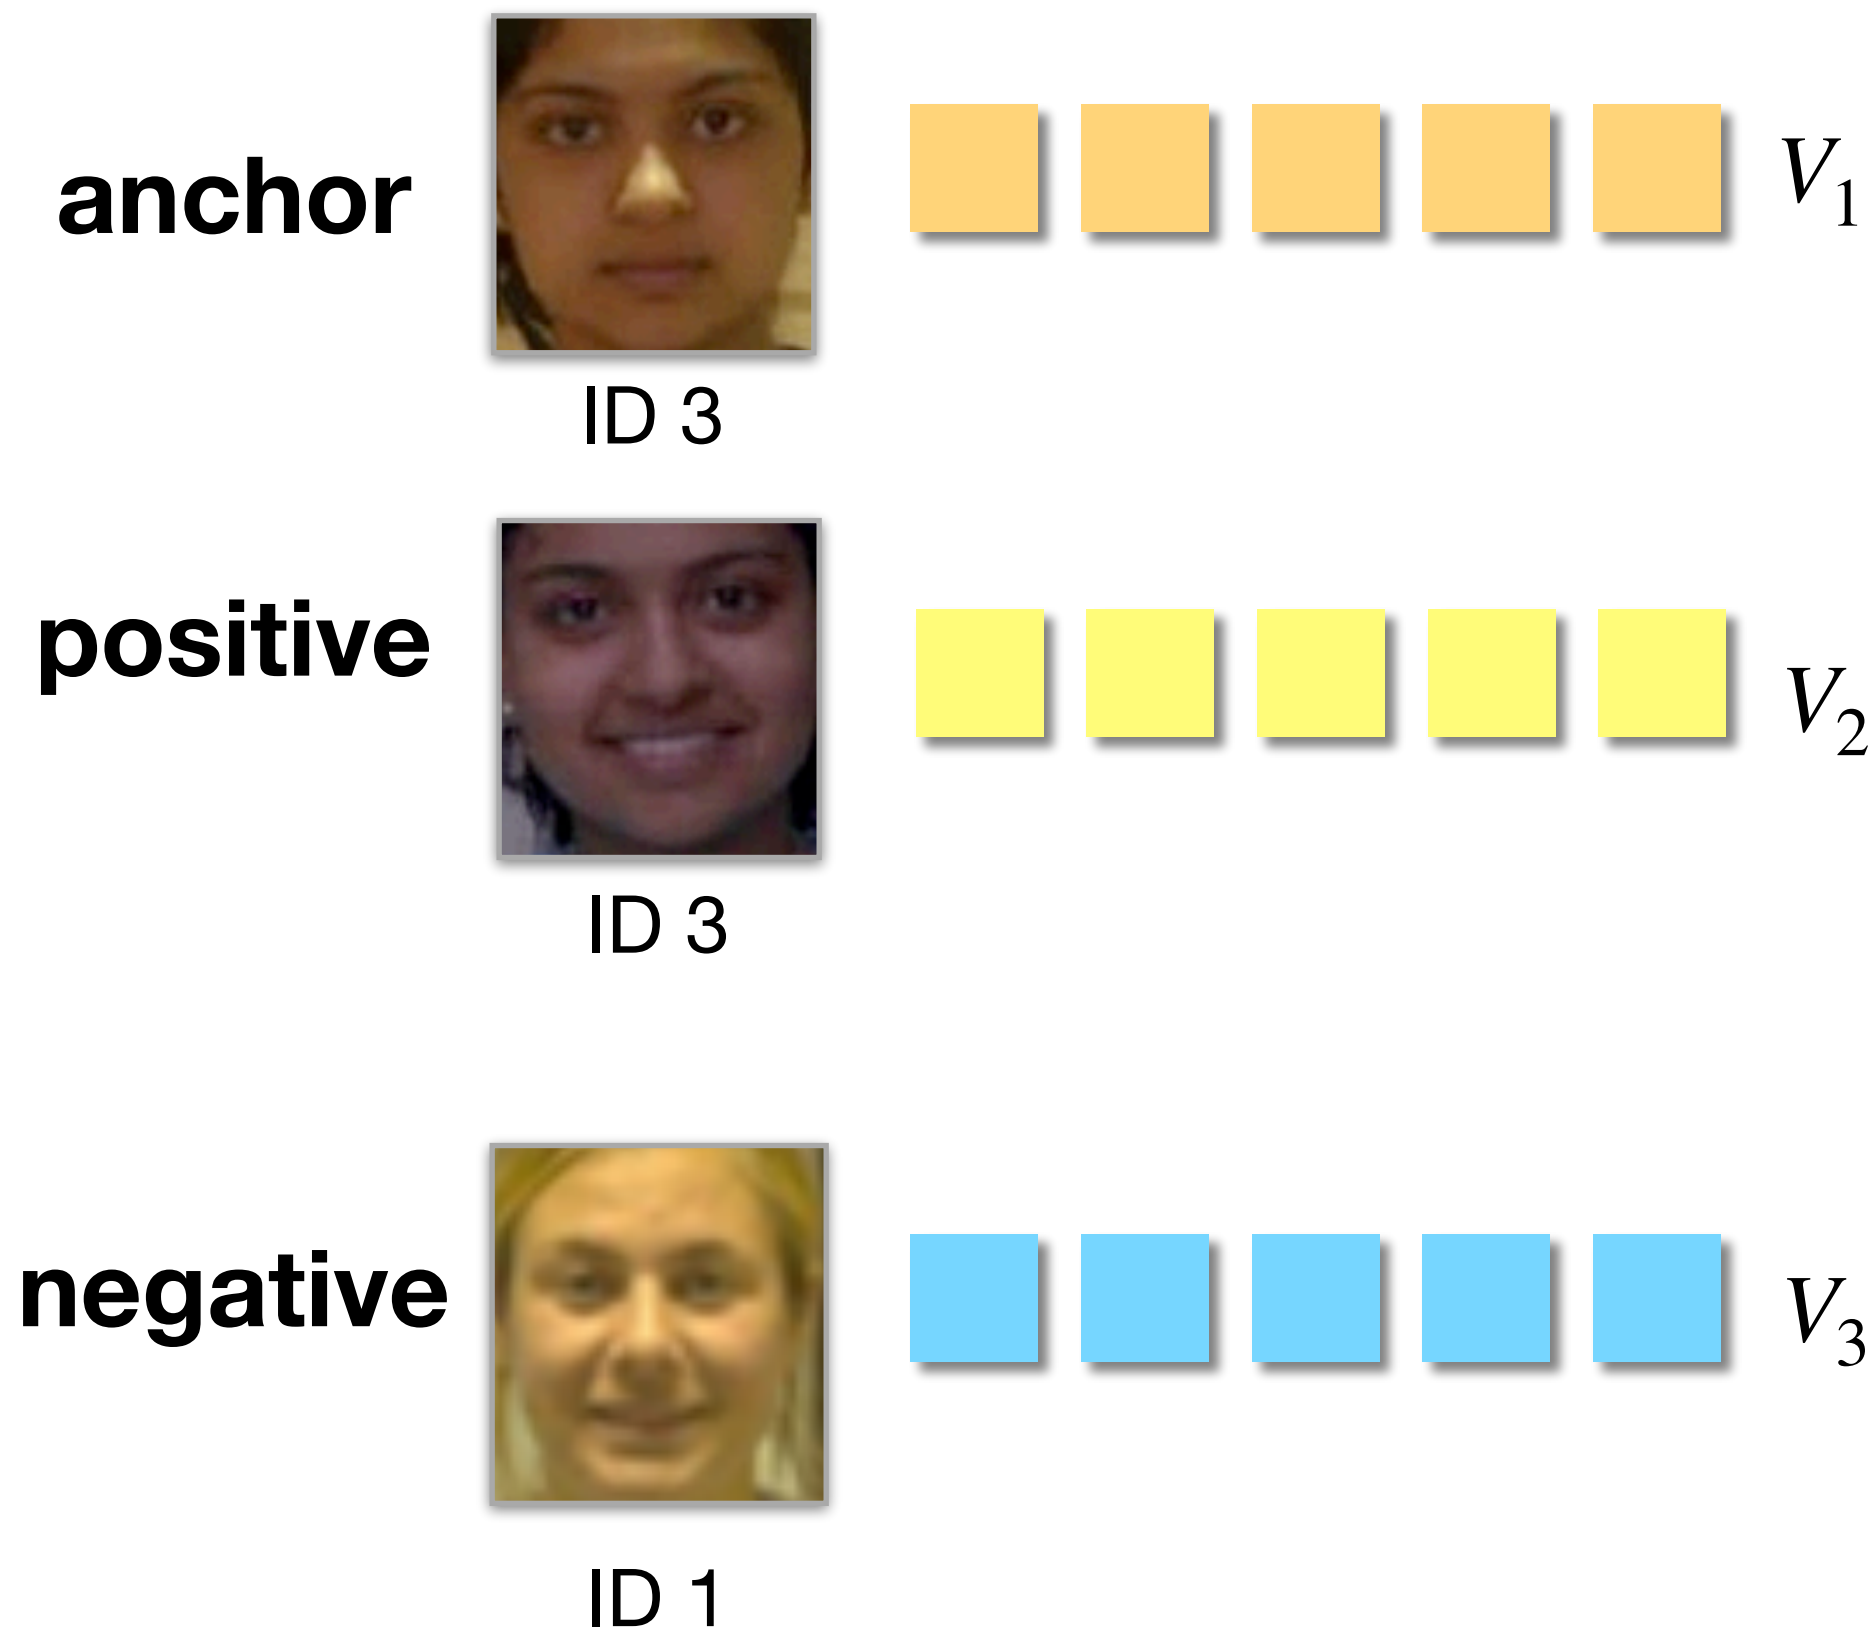 anchor
V₁
ID 3
positive
V₂
ID 3
negative
V₃
ID 1